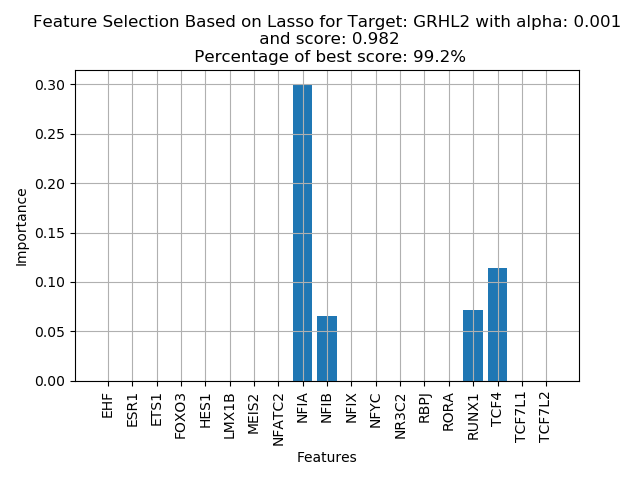 Feature Selection Based on Lasso for Target: GRHL2 with alpha: 0.001
and score: 0.982
Percentage of best score: 99.2%
0.30
0.25
0.20
0.15
0.10
0.05
0.00
Importance
EHF
ESR1
ETS1
FOXO3
HES1
LMX1B
MEIS2
NFATC2
NFIA
NFIB
NFIX
NFYC
NR3C2
RBPJ
RORA
RUNX1
TCF4
TCF7L1
TCF7L2
Features